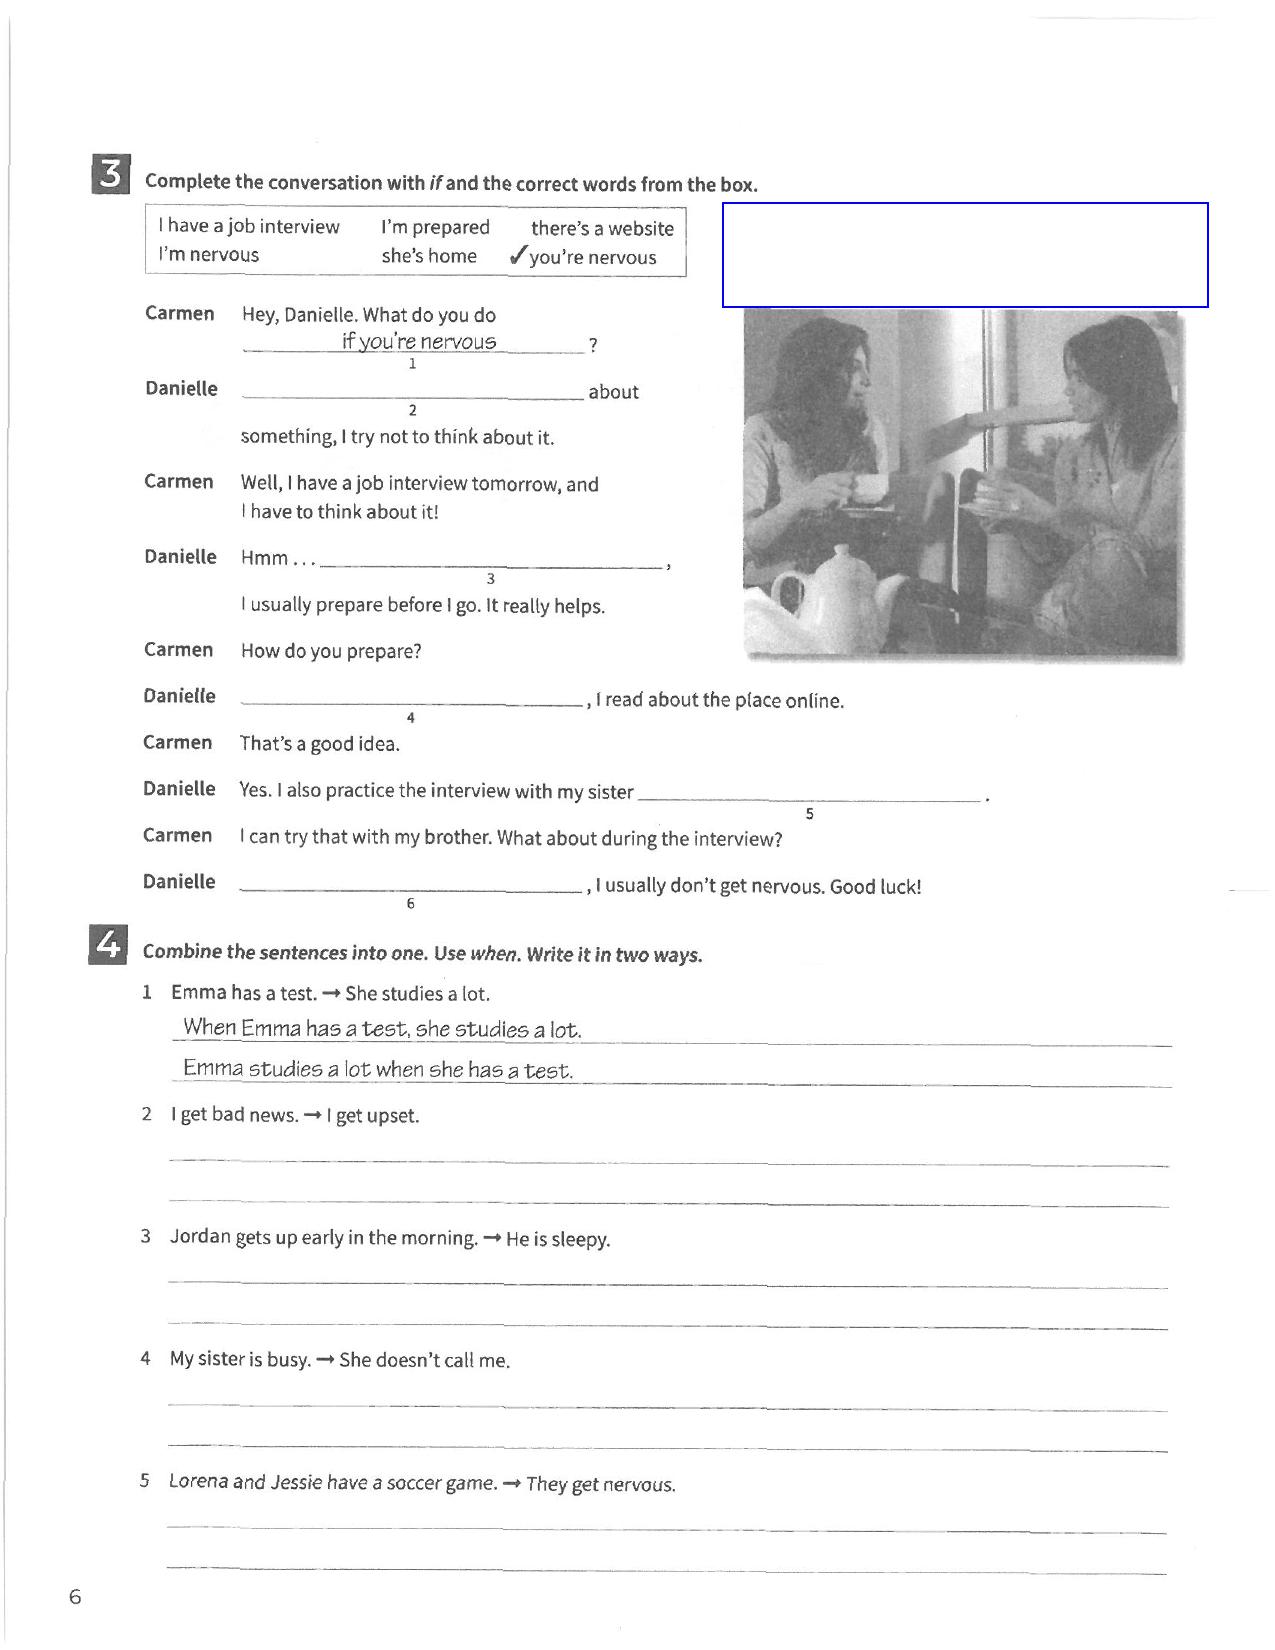 3 Complete the conversation with if and the correct words from the box.
I have a job interview I'm prepared there's a website
I'm nervous she's home ✓you're nervous
Carmen Hey, Danielle. What do you do
if you're nervous ?
1
Danielle ____________ about
2
something, I try not to think about it.
Carmen Well, I have a job interview tomorrow, and
I have to think about it!
Danielle Hmm . . . ____________ ,
3
I usually prepare before I go. It really helps.
Carmen How do you prepare?
Danielle ____________ , I read about the place online.
4
Carmen That's a good idea.
Danielle Yes. I also practice the interview with my sister ____________ .
5
Carmen I can try that with my brother. What about during the interview?
Danielle ____________ , I usually don't get nervous. Good luck!
6
4 Combine the sentences into one. Use when. Write it in two ways.
1 Emma has a test. → She studies a lot.
When Emma has a test, she studies a lot.
Emma studies a lot when she has a test.
2 I get bad news. → I get upset.
3 Jordan gets up early in the morning. → He is sleepy.
4 My sister is busy. → She doesn't call me.
5 Lorena and Jessie have a soccer game. → They get nervous.
6